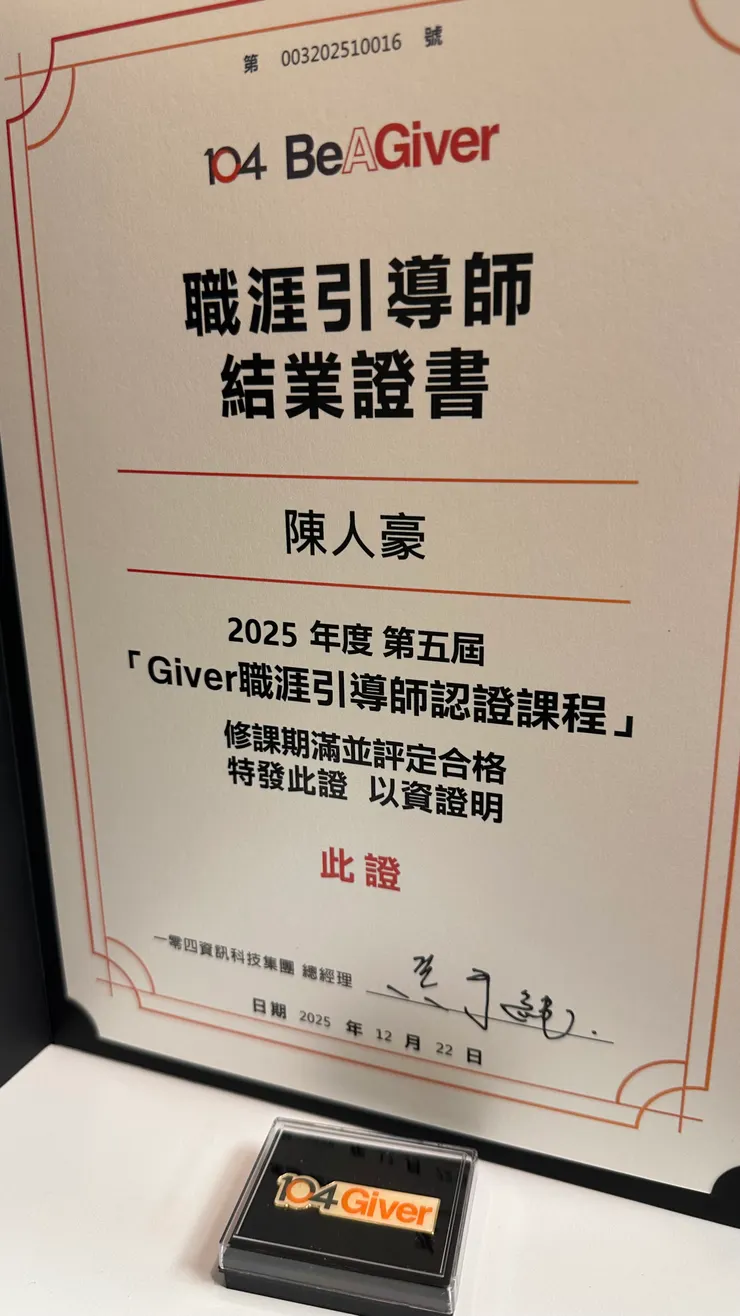 第 003202510016 號
104 BeAGiver
職涯引導師
結業證書
陳人豪
2025 年度 第五屆
「Giver職涯引導師認證課程」
修課期滿並評定合格
特發此證 以資證明
此證
一零四資訊科技集團 總經理
日期 2025 年 12 月 22 日
104 Giver